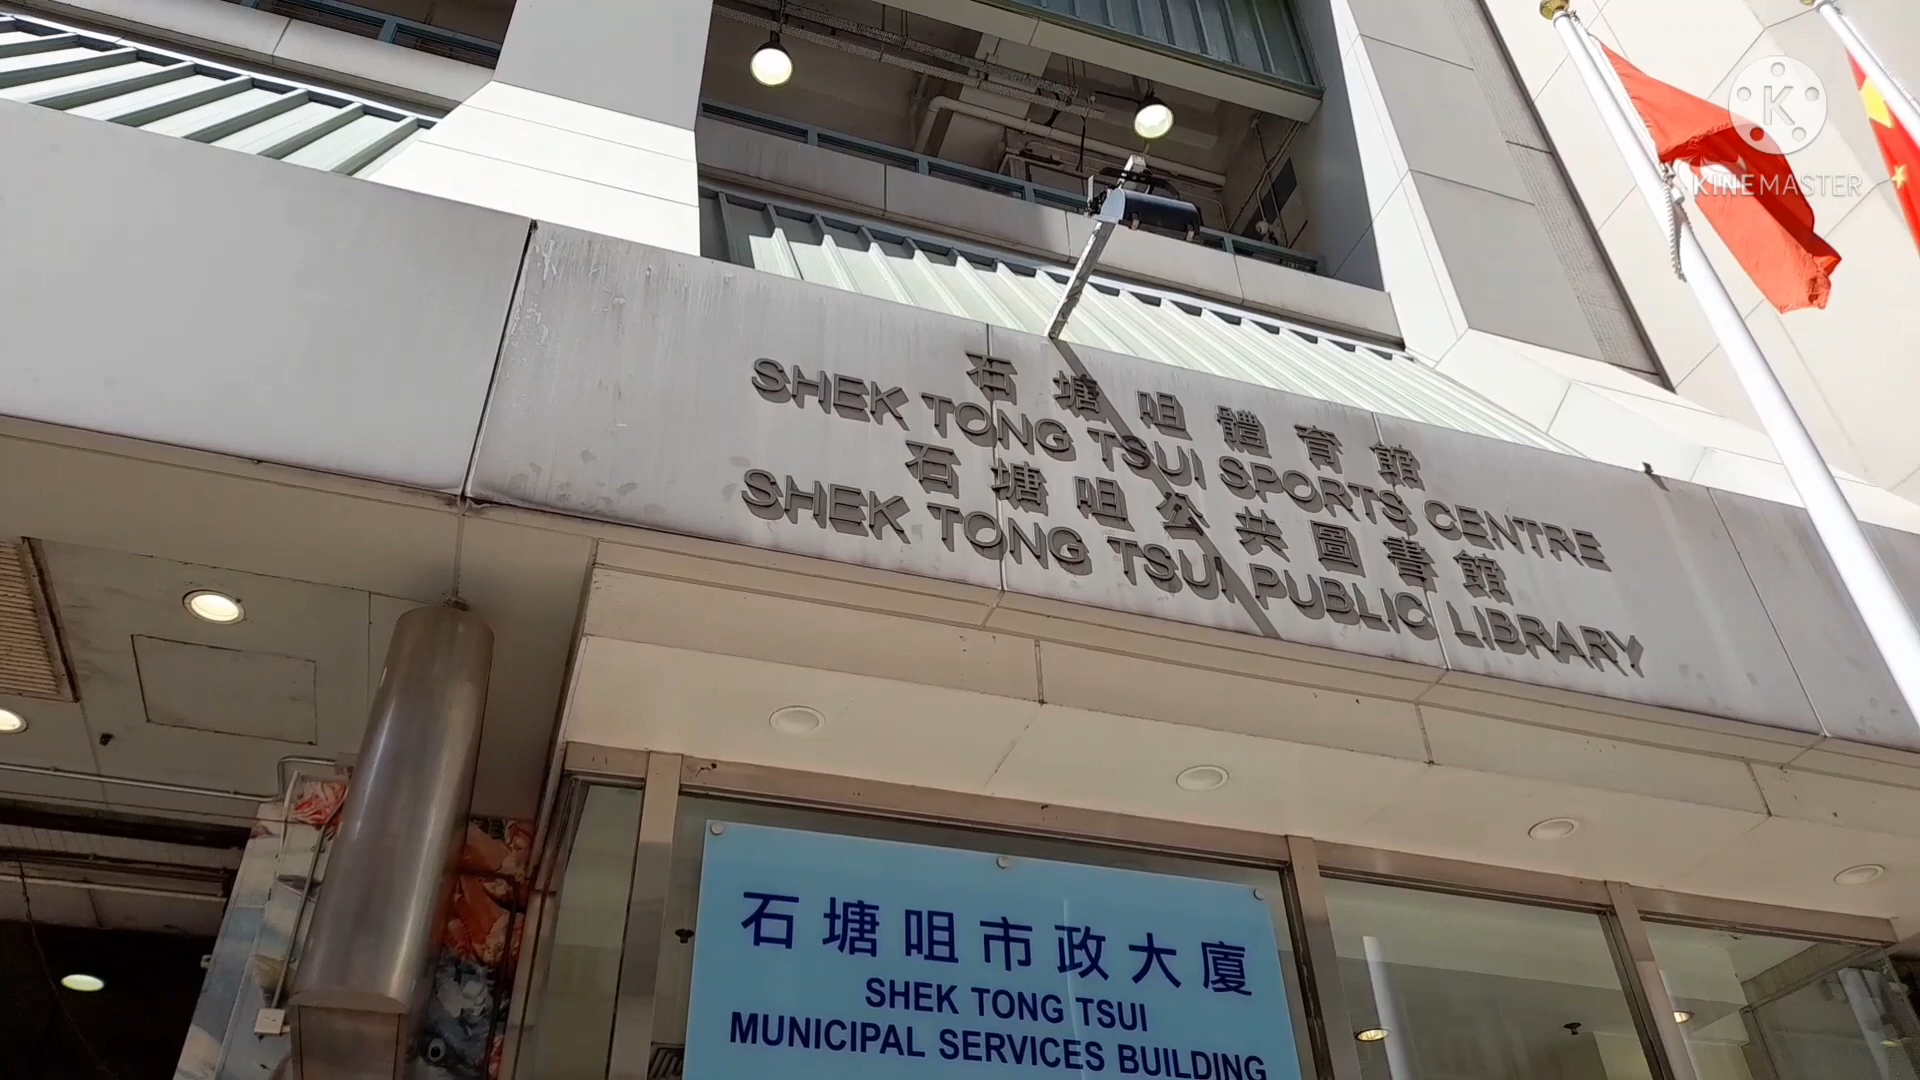 石塘咀體育館
SHEK TONG TSUI SPORTS CENTRE
石塘咀公共圖書館
SHEK TONG TSUI PUBLIC LIBRARY
石塘咀市政大廈
SHEK TONG TSUI
MUNICIPAL SERVICES BUILDING
K
KINEMASTER